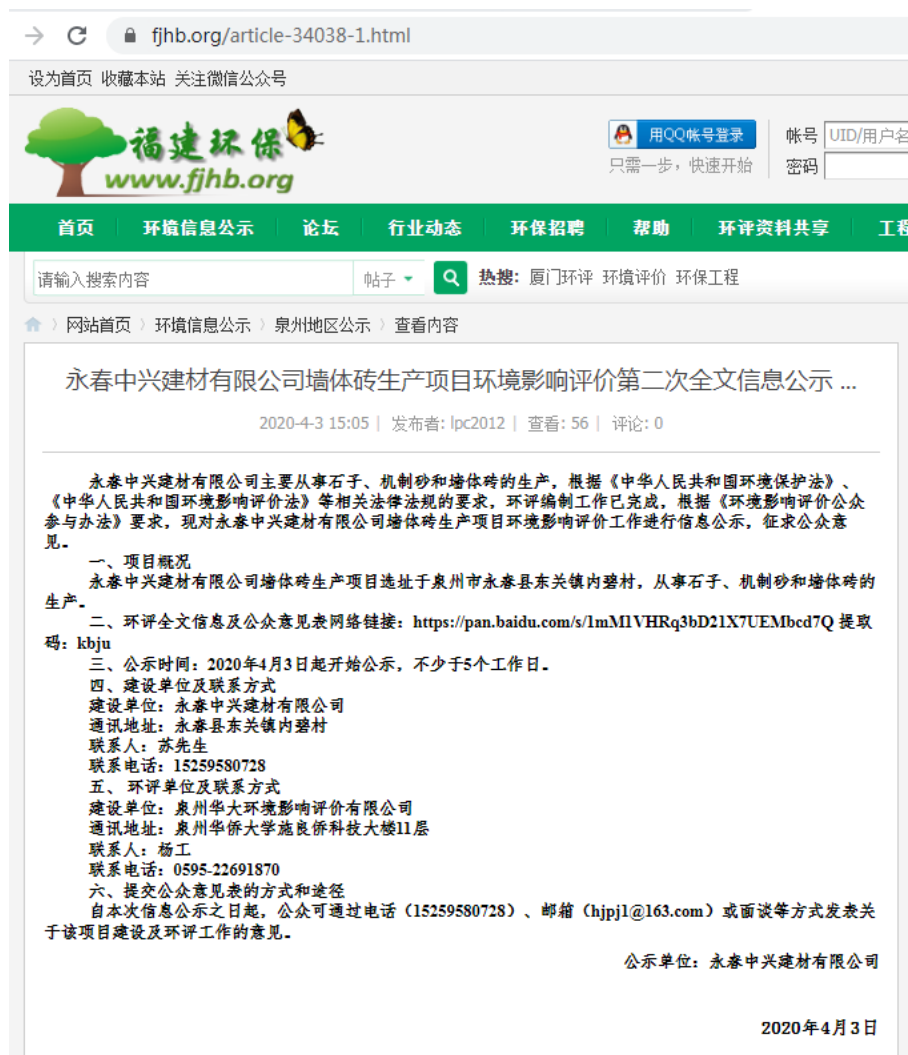 fjhb.org/article-34038-1.html
设为首页 收藏本站 关注微信公众号
福建环保
www.fjhb.org
用QQ帐号登录
只需一步，快速开始
帐号 UID/用户名
密码
首页 环境信息公示 论坛 行业动态 环保招聘 帮助 环评资料共享 工程
请输入搜索内容 帖子 热搜: 厦门环评 环境评价 环保工程
网站首页 〉 环境信息公示 〉 泉州地区公示 〉 查看内容
永春中兴建材有限公司墙体砖生产项目环境影响评价第二次全文信息公示 ...
2020-4-3 15:05 | 发布者: lpc2012 | 查看: 56 | 评论: 0
永春中兴建材有限公司主要从事石子、机制砂和墙体砖的生产，根据《中华人民共和国环境保护法》、
《中华人民共和国环境影响评价法》等相关法律法规的要求，环评编制工作已完成，根据《环境影响评价公众
参与办法》要求，现对永春中兴建材有限公司墙体砖生产项目环境影响评价工作进行信息公示，征求公众意
见。
一、项目概况
永春中兴建材有限公司墙体砖生产项目选址于泉州市永春县东关镇内碧村，从事石子、机制砂和墙体砖的
生产。
二、环评全文信息及公众意见表网络链接：https://pan.baidu.com/s/1mM1VHRq3bD21X7UEMbcd7Q 提取
码：kbju
三、公示时间：2020年4月3日起开始公示，不少于5个工作日。
四、建设单位及联系方式
建设单位：永春中兴建材有限公司
通讯地址：永春县东关镇内碧村
联系人：苏先生
联系电话：15259580728
五、 环评单位及联系方式
建设单位：泉州华大环境影响评价有限公司
通讯地址：泉州华侨大学施良侨科技大楼11层
联系人：杨工
联系电话：0595-22691870
六、提交公众意见表的方式和途径
自本次信息公示之日起，公众可通过电话（15259580728）、邮箱（hjpj1@163.com）或面谈等方式发表关
于该项目建设及环评工作的意见。
公示单位：永春中兴建材有限公司
2020年4月3日